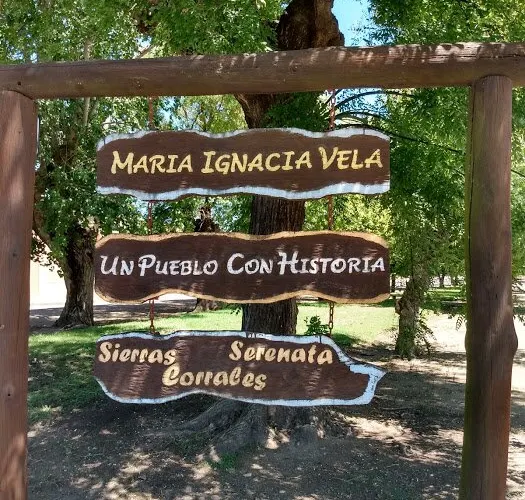 MARIA IGNACIA VELA
UN PUEBLO CON HISTORIA
Sierras Serenata
Corrales